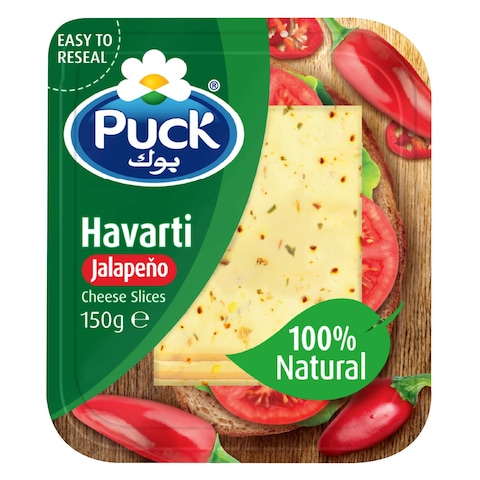 EASY TO
RESEAL
®
Puck
بوك
Havarti
Jalapeño
Cheese Slices
150g ℮
100%
Natural